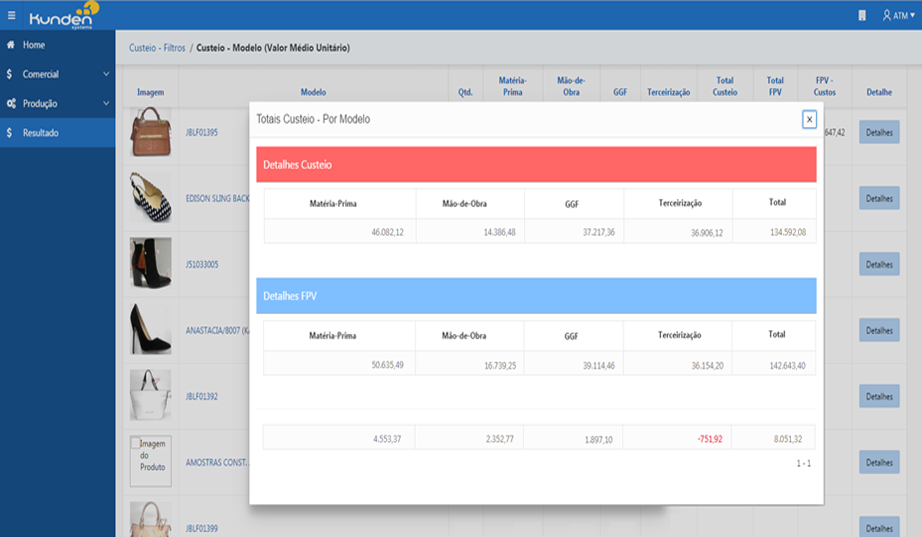 Kunden
systems
ATM
Home
Comercial
Produção
Resultado
Custeio - Filtros / Custeio - Modelo (Valor Médio Unitário)
Imagem Modelo Qtd. Matéria-Prima Mão-de-Obra GGF Terceirização Total Custeio Total FPV FPV - Custos Detalhe
JBLF01395
647,42
Detalhes
EDISON SLING BACK
Detalhes
J51033005
Detalhes
ANASTACIA/8007 (K
Detalhes
JBLF01392
Detalhes
Imagem
do
Produto
AMOSTRAS CONST.
Detalhes
JBLF01399
Detalhes
Totais Custeio - Por Modelo
x
Detalhes Custeio
Matéria-Prima Mão-de-Obra GGF Terceirização Total
46.082,12 14.386,48 37.217,36 36.906,12 134.592,08
Detalhes FPV
Matéria-Prima Mão-de-Obra GGF Terceirização Total
50.635,49 16.739,25 39.114,46 36.154,20 142.643,40
4.553,37 2.352,77 1.897,10 -751,92 8.051,32
1 - 1